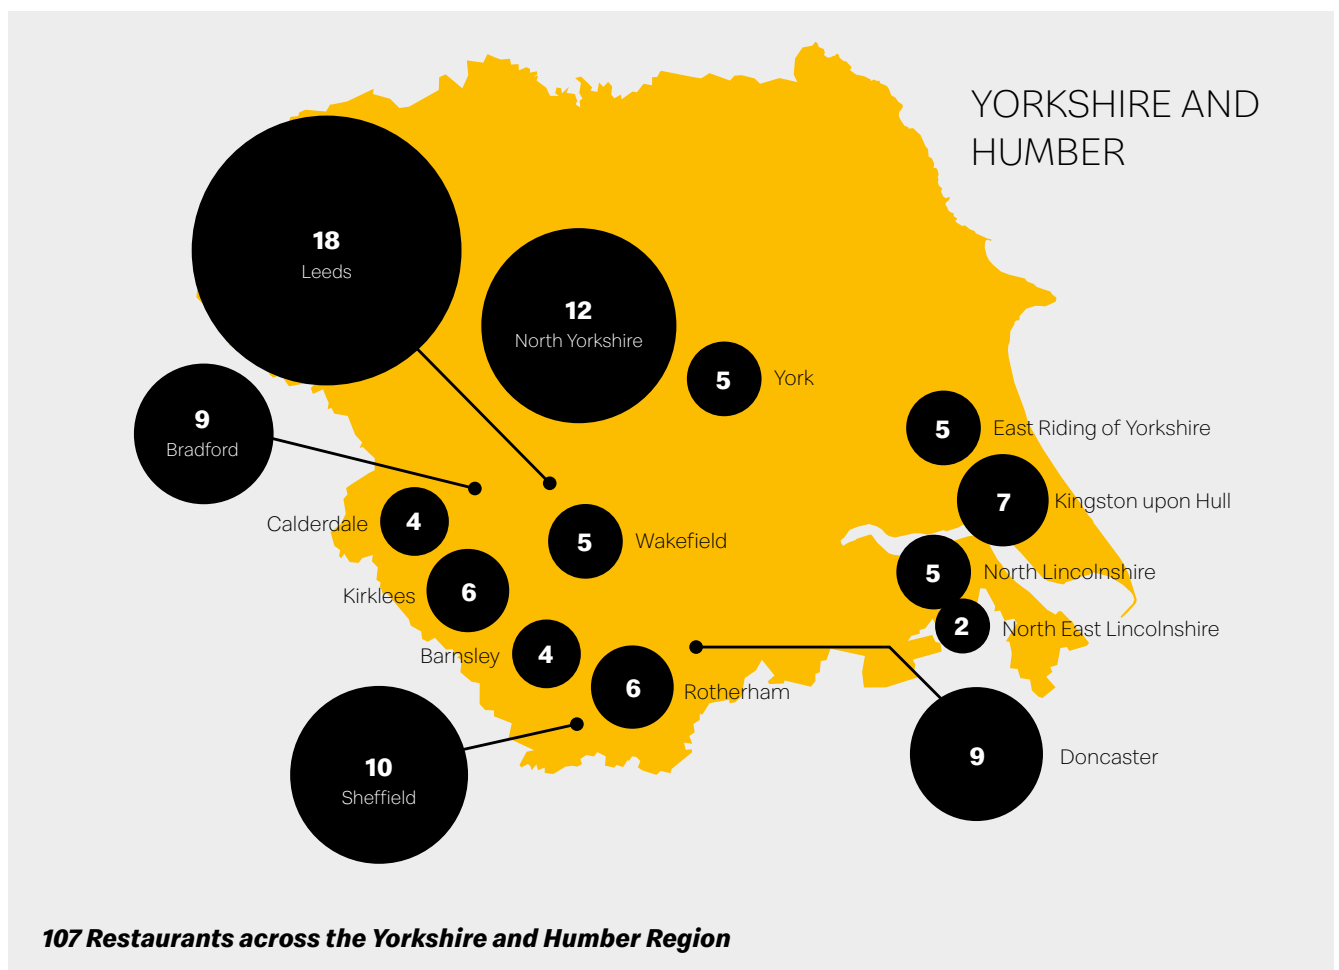 YORKSHIRE AND
HUMBER
18
Leeds
12
North Yorkshire
5
York
9
Bradford
5
East Riding of Yorkshire
7
Kingston upon Hull
Calderdale
4
5
Wakefield
5
North Lincolnshire
Kirklees
6
2
North East Lincolnshire
Barnsley
4
6
Rotherham
10
Sheffield
9
Doncaster
107 Restaurants across the Yorkshire and Humber Region